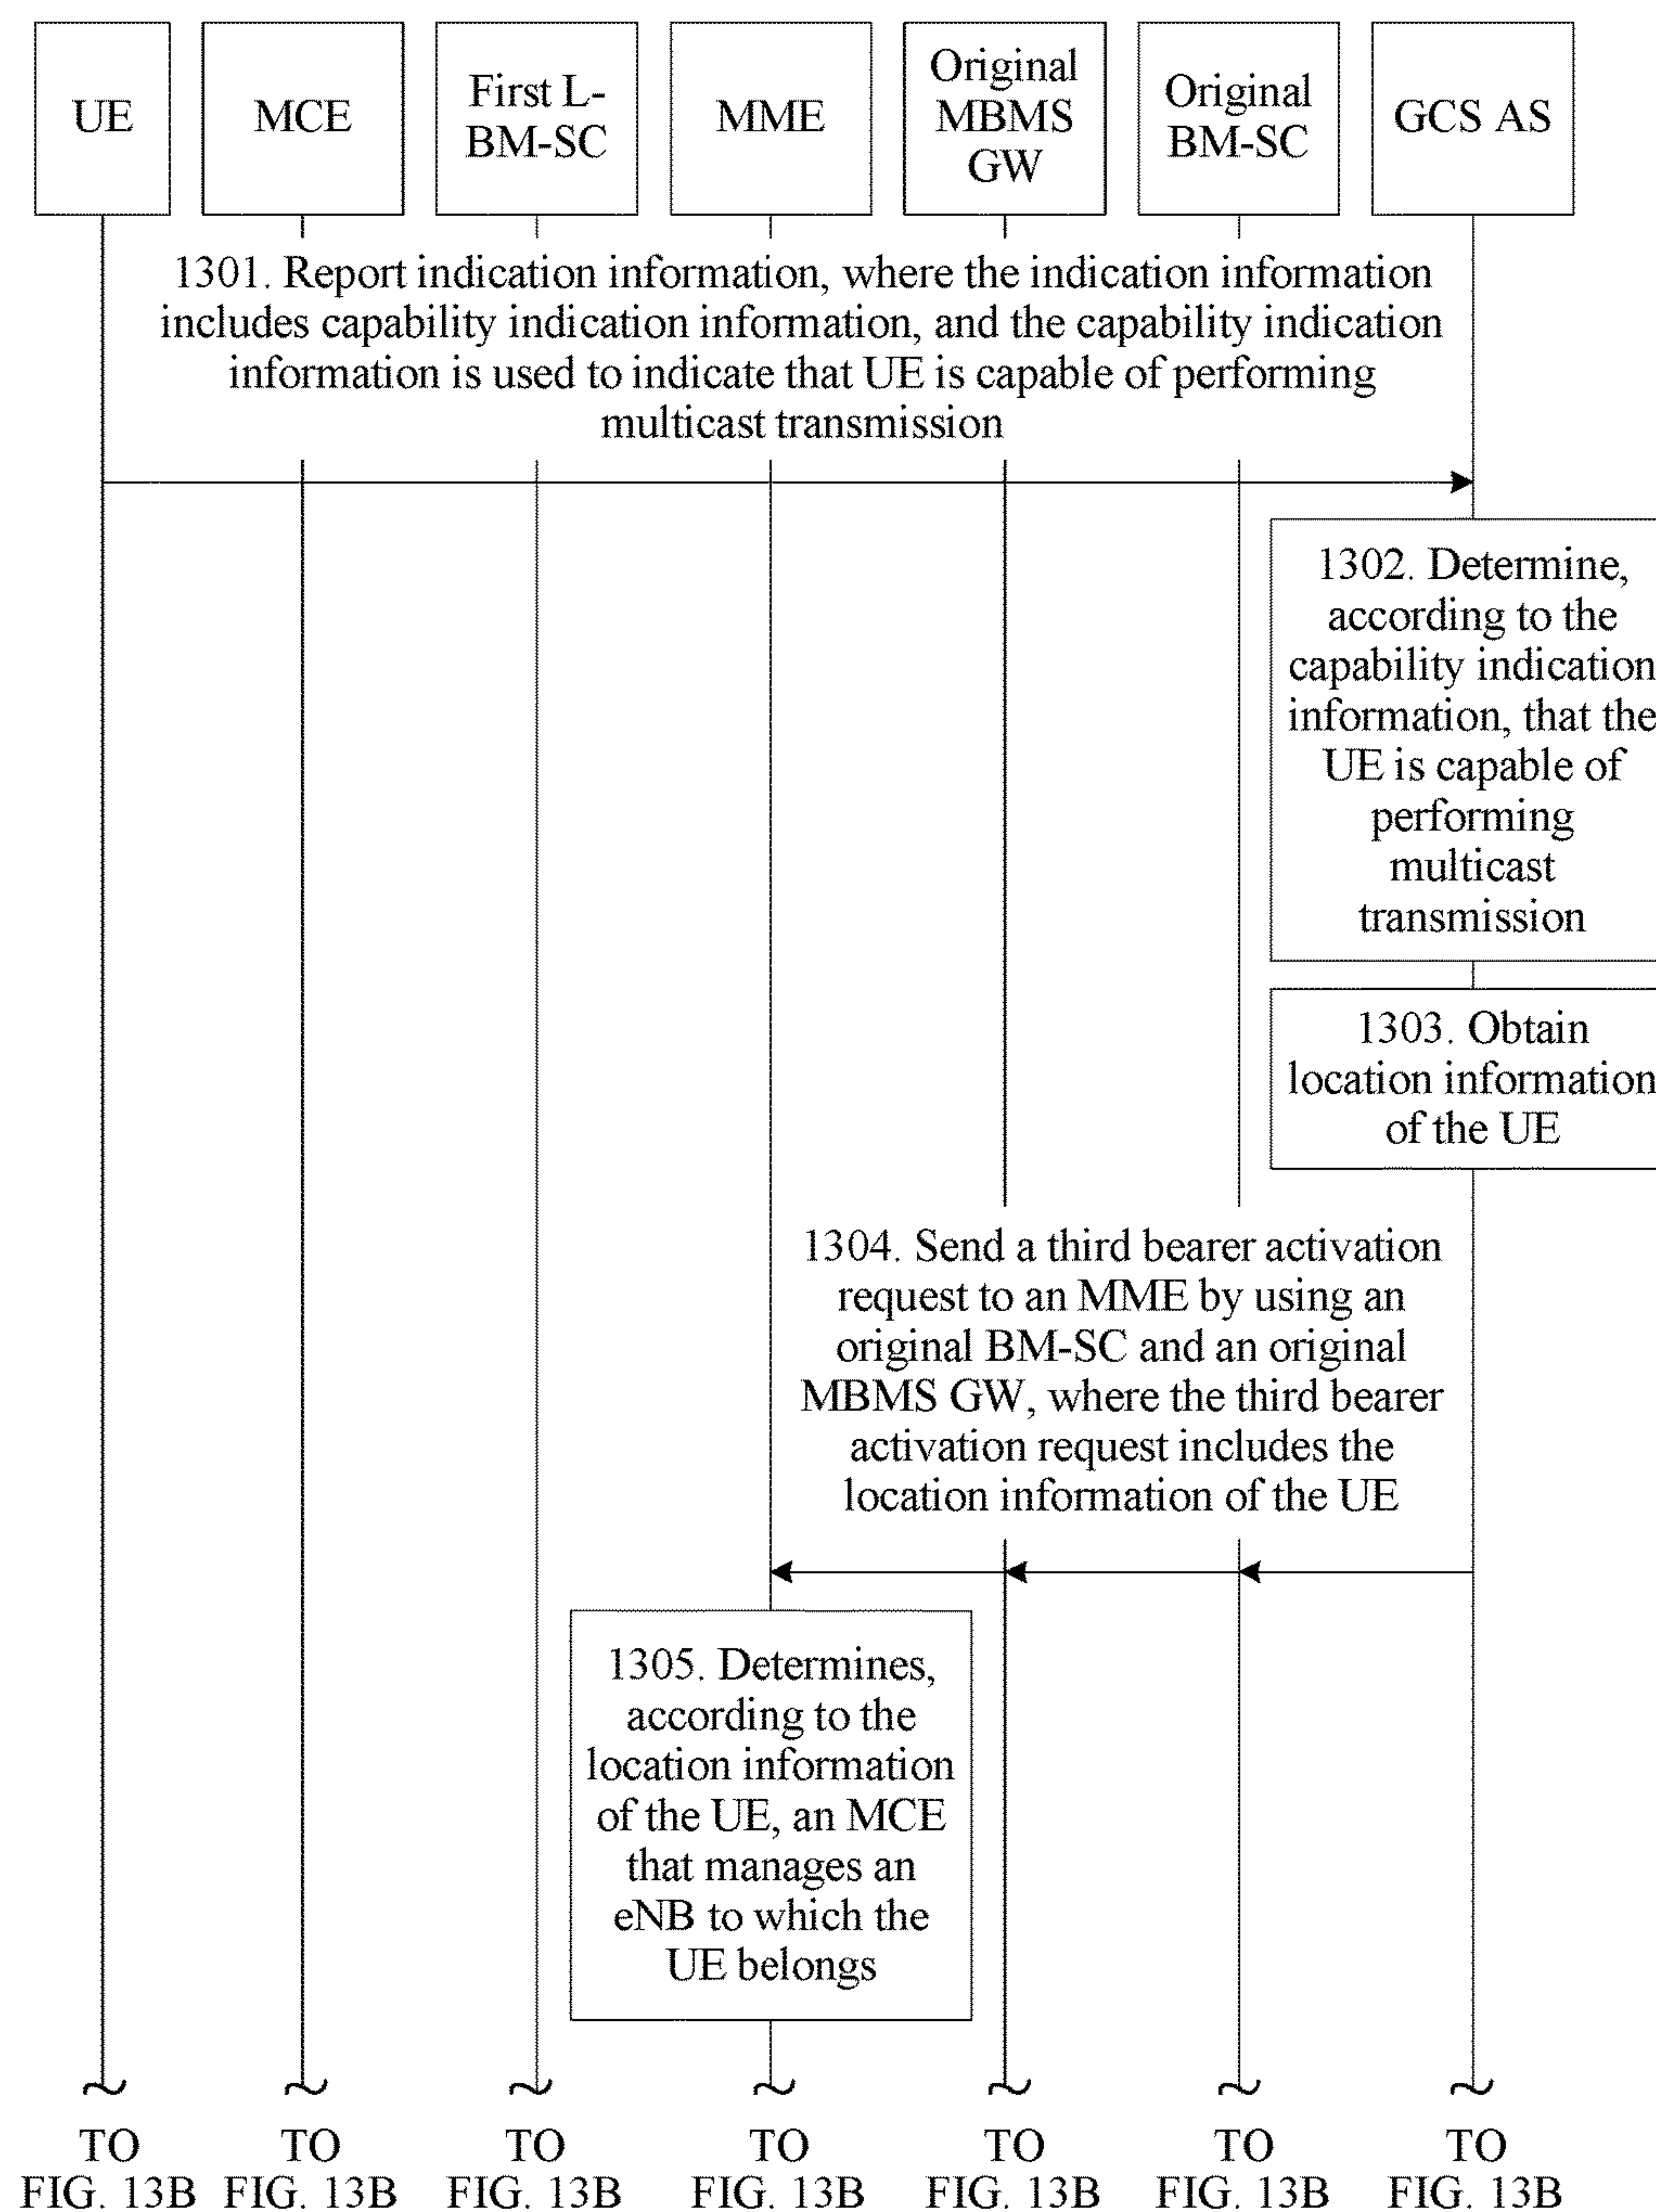 UE
MCE
First L-
BM-SC
MME
Original
MBMS
GW
Original
BM-SC
GCS AS
1301. Report indication information, where the indication information
includes capability indication information, and the capability indication
information is used to indicate that UE is capable of performing
multicast transmission
1302. Determine,
according to the
capability indication
information, that the
UE is capable of
performing
multicast
transmission
1303. Obtain
location information
of the UE
1304. Send a third bearer activation
request to an MME by using an
original BM-SC and an original
MBMS GW, where the third bearer
activation request includes the
location information of the UE
1305. Determines,
according to the
location information
of the UE, an MCE
that manages an
eNB to which the
UE belongs
TO
FIG. 13B
TO
FIG. 13B
TO
FIG. 13B
TO
FIG. 13B
TO
FIG. 13B
TO
FIG. 13B
TO
FIG. 13B